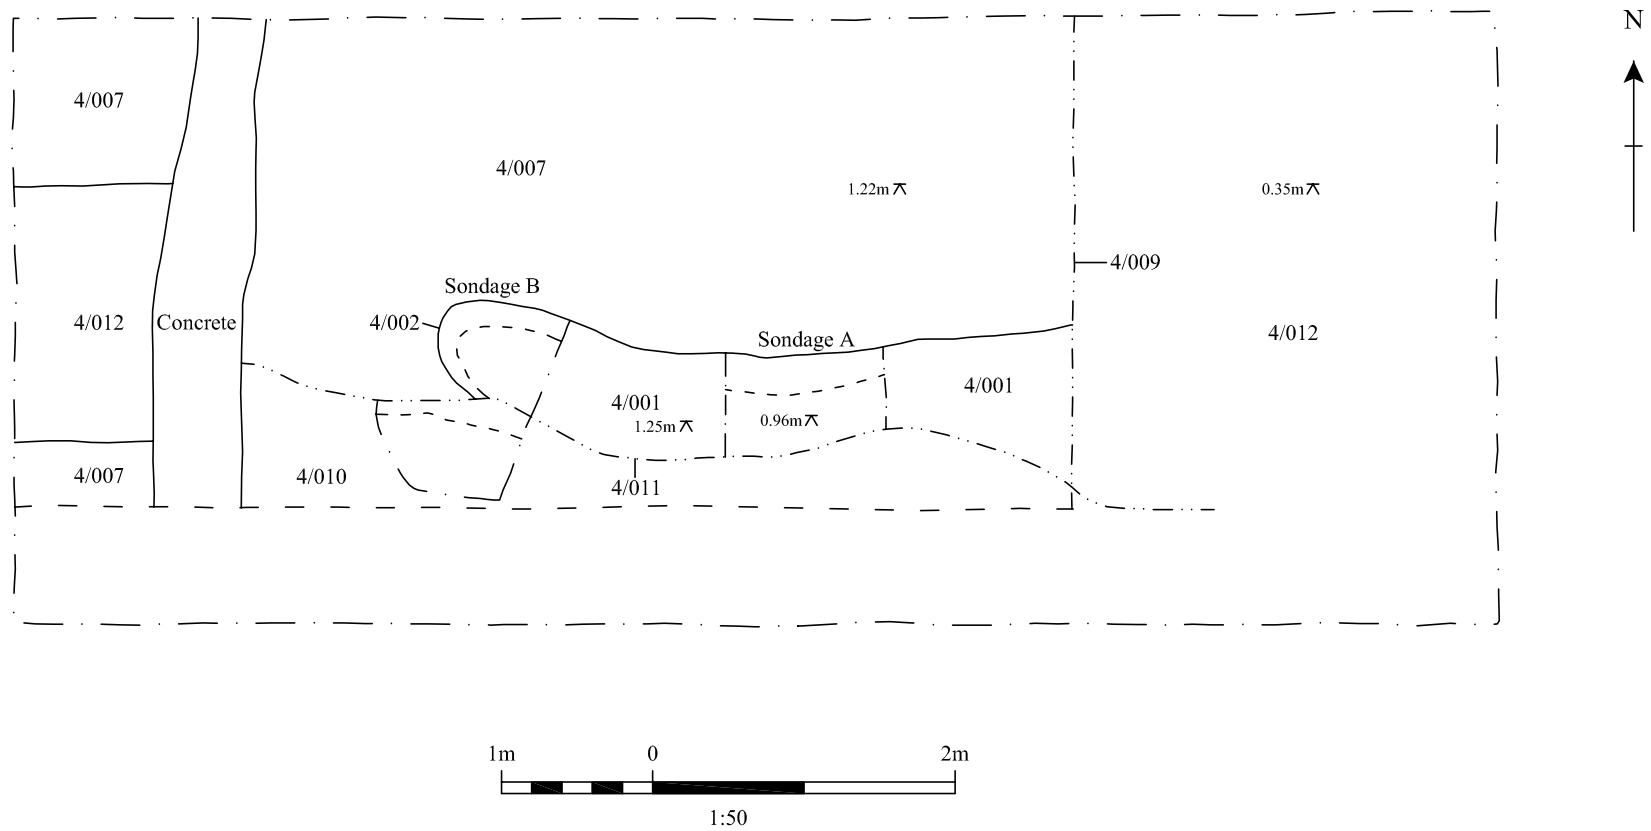 N
4/007
4/007
1.22m
0.35m
4/009
Sondage B
4/012
Concrete
4/002
Sondage A
4/012
4/001
4/001
1.25m
0.96m
4/007
4/010
4/011
1m 0 2m
1:50